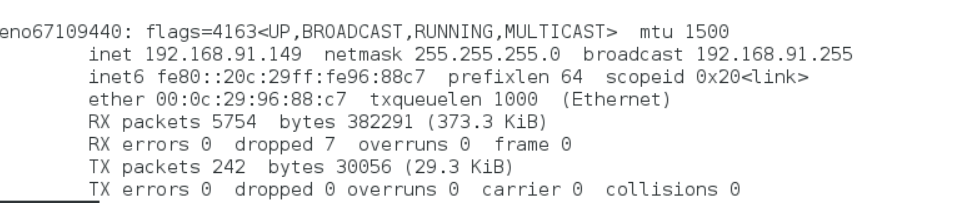 eno67109440: flags=4163<UP,BROADCAST,RUNNING,MULTICAST>  mtu 1500
        inet 192.168.91.149  netmask 255.255.255.0  broadcast 192.168.91.255
        inet6 fe80::20c:29ff:fe96:88c7  prefixlen 64  scopeid 0x20<link>
        ether 00:0c:29:96:88:c7  txqueuelen 1000  (Ethernet)
        RX packets 5754  bytes 382291 (373.3 KiB)
        RX errors 0  dropped 7  overruns 0  frame 0
        TX packets 242  bytes 30056 (29.3 KiB)
        TX errors 0  dropped 0 overruns 0  carrier 0  collisions 0